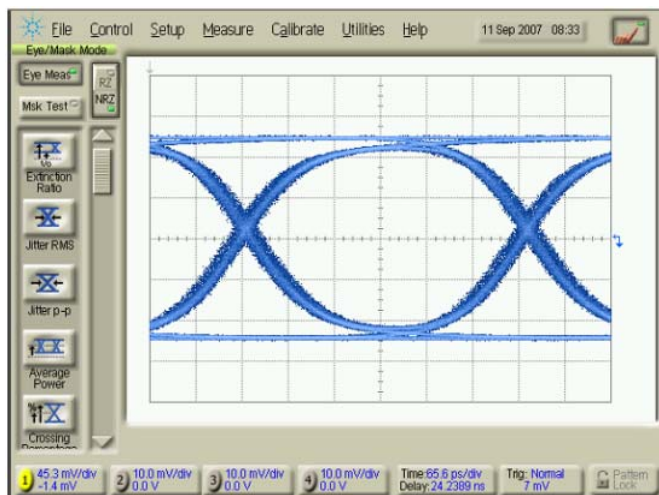 File Control Setup Measure Calibrate Utilities Help 11 Sep 2007 08:33
Eye/Mask Mode
Eye Meas
RZ
NRZ
Msk Test
Extinction
Ratio
Jitter RMS
Jitter p-p
Average
Power
Crossing
Percentage
1 45.3 mV/div
-1.4 mV
2 10.0 mV/div
0.0 V
3 10.0 mV/div
0.0 V
4 10.0 mV/div
0.0 V
Time:65.6 ps/div
Delay:24.2389 ns
Trig: Normal
7 mV
Pattern
Lock